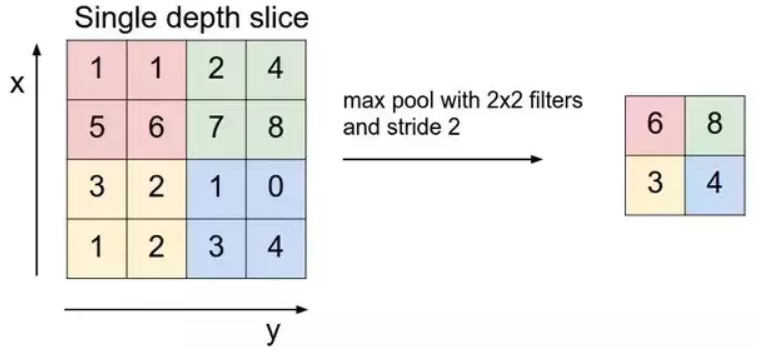 Single depth slice
x
1 1 2 4
5 6 7 8
3 2 1 0
1 2 3 4
y
max pool with 2x2 filters
and stride 2
6 8
3 4